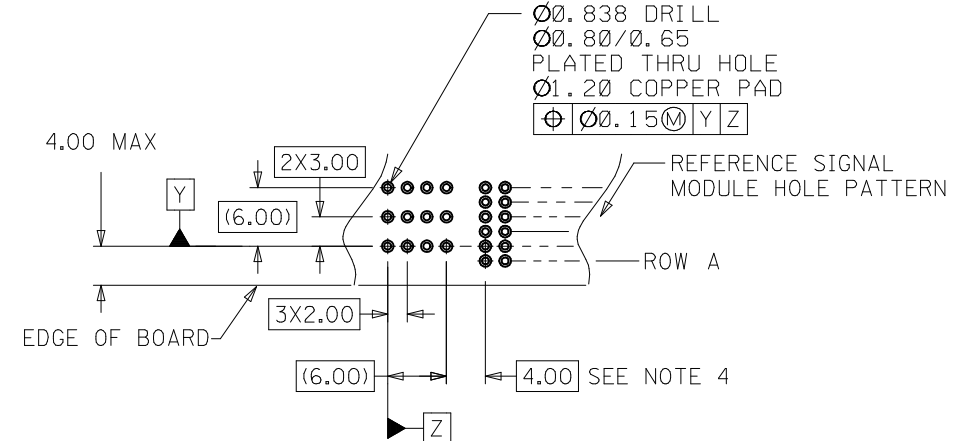 Ø0.838 DRILL
Ø0.80/0.65
PLATED THRU HOLE
Ø1.20 COPPER PAD
⌖ Ø0.15Ⓜ Y Z
4.00 MAX
2X3.00
REFERENCE SIGNAL
MODULE HOLE PATTERN
Y
(6.00)
ROW A
3X2.00
EDGE OF BOARD
(6.00)
4.00 SEE NOTE 4
Z